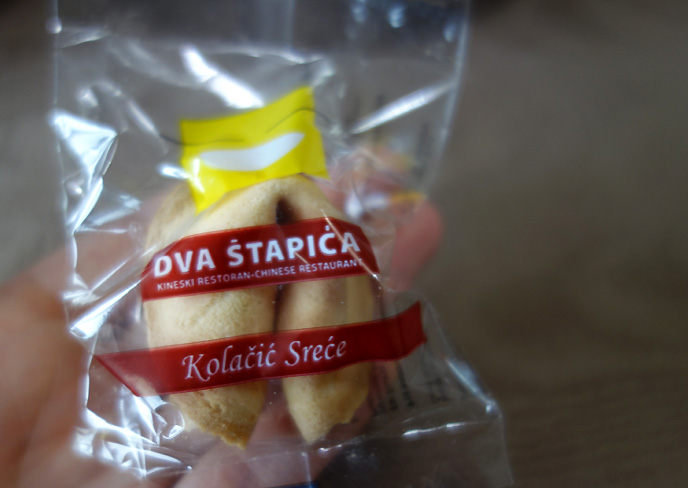 DVA ŠTAPIĆA
KINESKI RESTORAN-CHINESE RESTAURANT
Kolačić Sreće